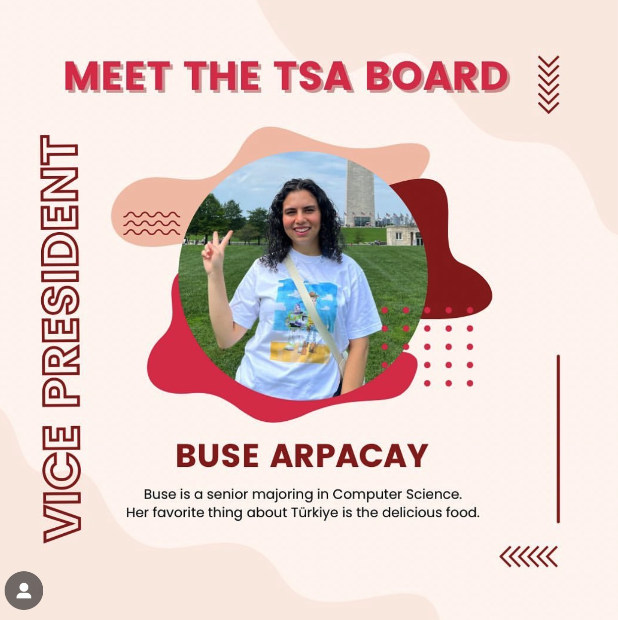 MEET THE TSA BOARD
VICE PRESIDENT
BUSE ARPACAY
Buse is a senior majoring in Computer Science.
Her favorite thing about Türkiye is the delicious food.